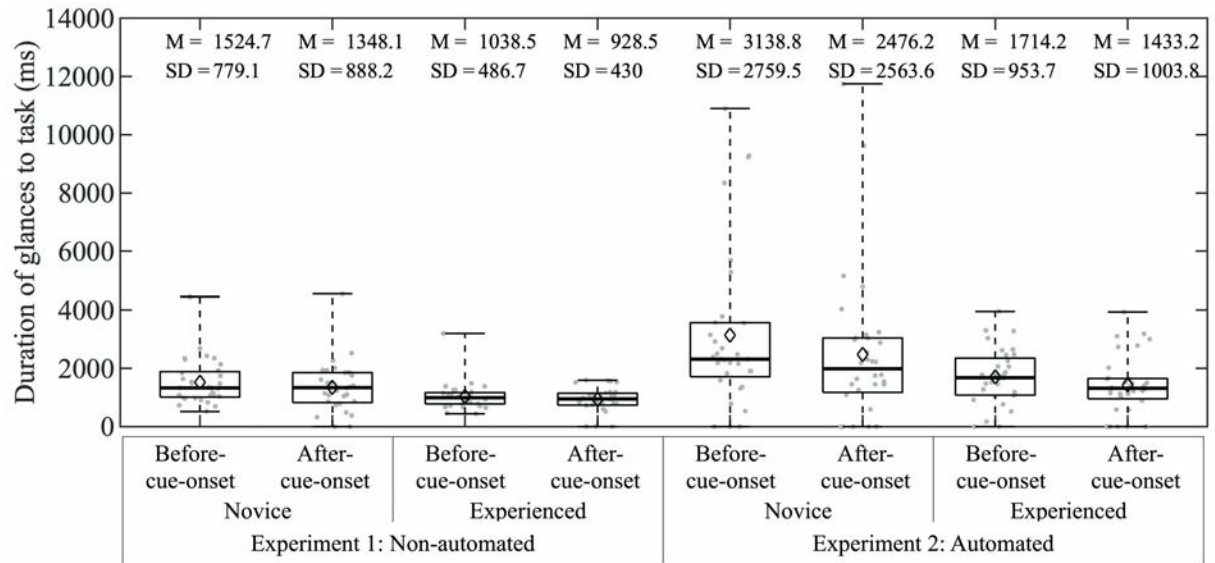 Duration of glances to task (ms)
14000
12000
10000
8000
6000
4000
2000
0
M = 1524.7 M = 1348.1 M = 1038.5 M = 928.5 M = 3138.8 M = 2476.2 M = 1714.2 M = 1433.2
SD = 779.1 SD = 888.2 SD = 486.7 SD = 430 SD = 2759.5 SD = 2563.6 SD = 953.7 SD = 1003.8
Before- After- Before- After- Before- After- Before- After-
cue-onset cue-onset cue-onset cue-onset cue-onset cue-onset cue-onset cue-onset
Novice Experienced Novice Experienced
Experiment 1: Non-automated Experiment 2: Automated